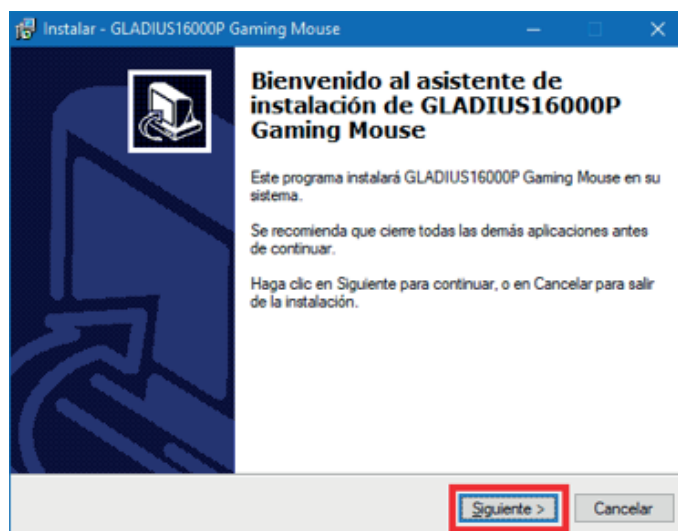 Instalar - GLADIUS16000P Gaming Mouse
Bienvenido al asistente de
instalación de GLADIUS16000P
Gaming Mouse
Este programa instalará GLADIUS16000P Gaming Mouse en su
sistema.
Se recomienda que cierre todas las demás aplicaciones antes
de continuar.
Haga clic en Siguiente para continuar, o en Cancelar para salir
de la instalación.
Siguiente >
Cancelar